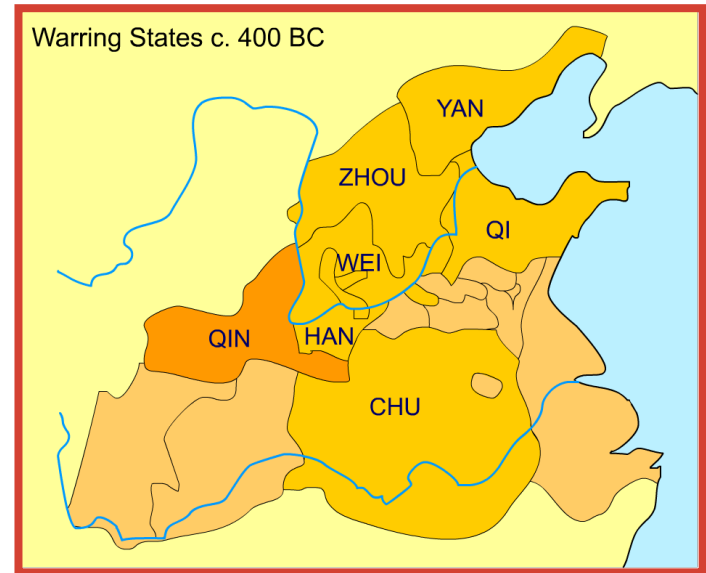 Warring States c. 400 BC
YAN
ZHOU
QI
WEI
QIN
HAN
CHU